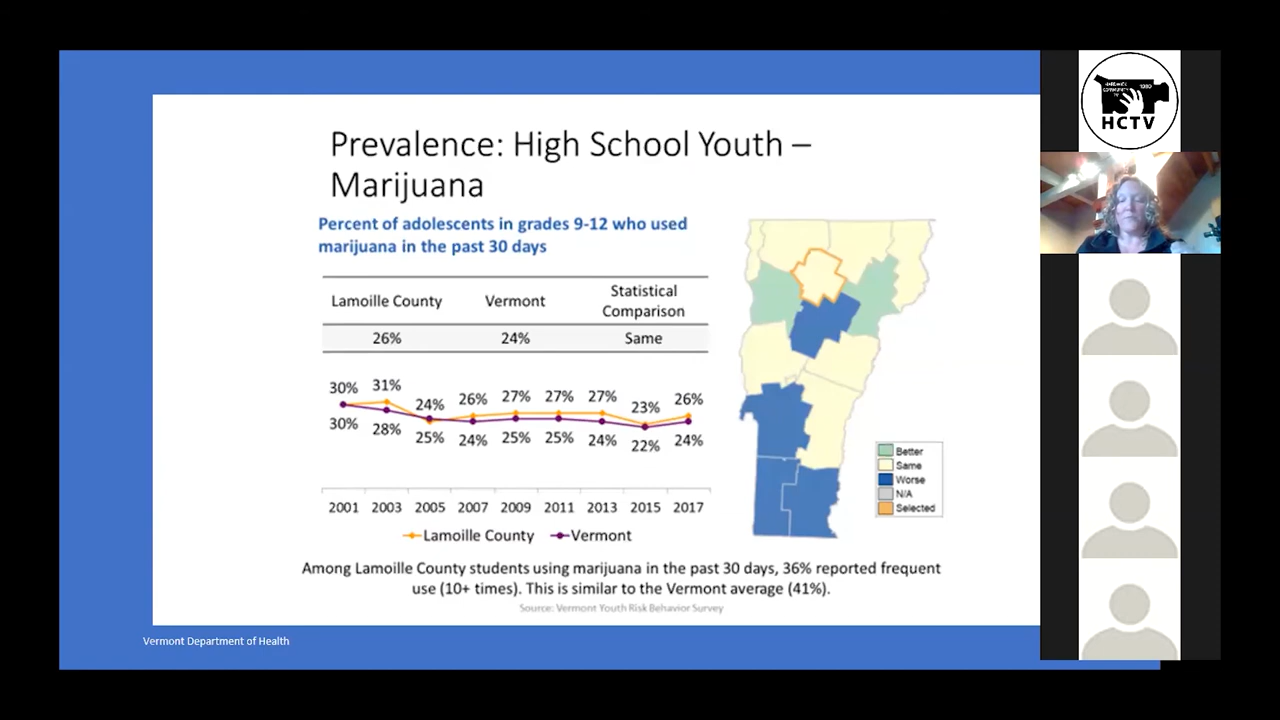 Prevalence: High School Youth –
Marijuana
Percent of adolescents in grades 9-12 who used
marijuana in the past 30 days
Lamoille County Vermont Statistical Comparison
26% 24% Same
30% 31% 24% 26% 27% 27% 27% 23% 26%
30% 28% 25% 24% 25% 25% 24% 22% 24%
2001 2003 2005 2007 2009 2011 2013 2015 2017
Lamoille County Vermont
Better
Same
Worse
N/A
Selected
Among Lamoille County students using marijuana in the past 30 days, 36% reported frequent
use (10+ times). This is similar to the Vermont average (41%).
Source: Vermont Youth Risk Behavior Survey
Vermont Department of Health
HCTV